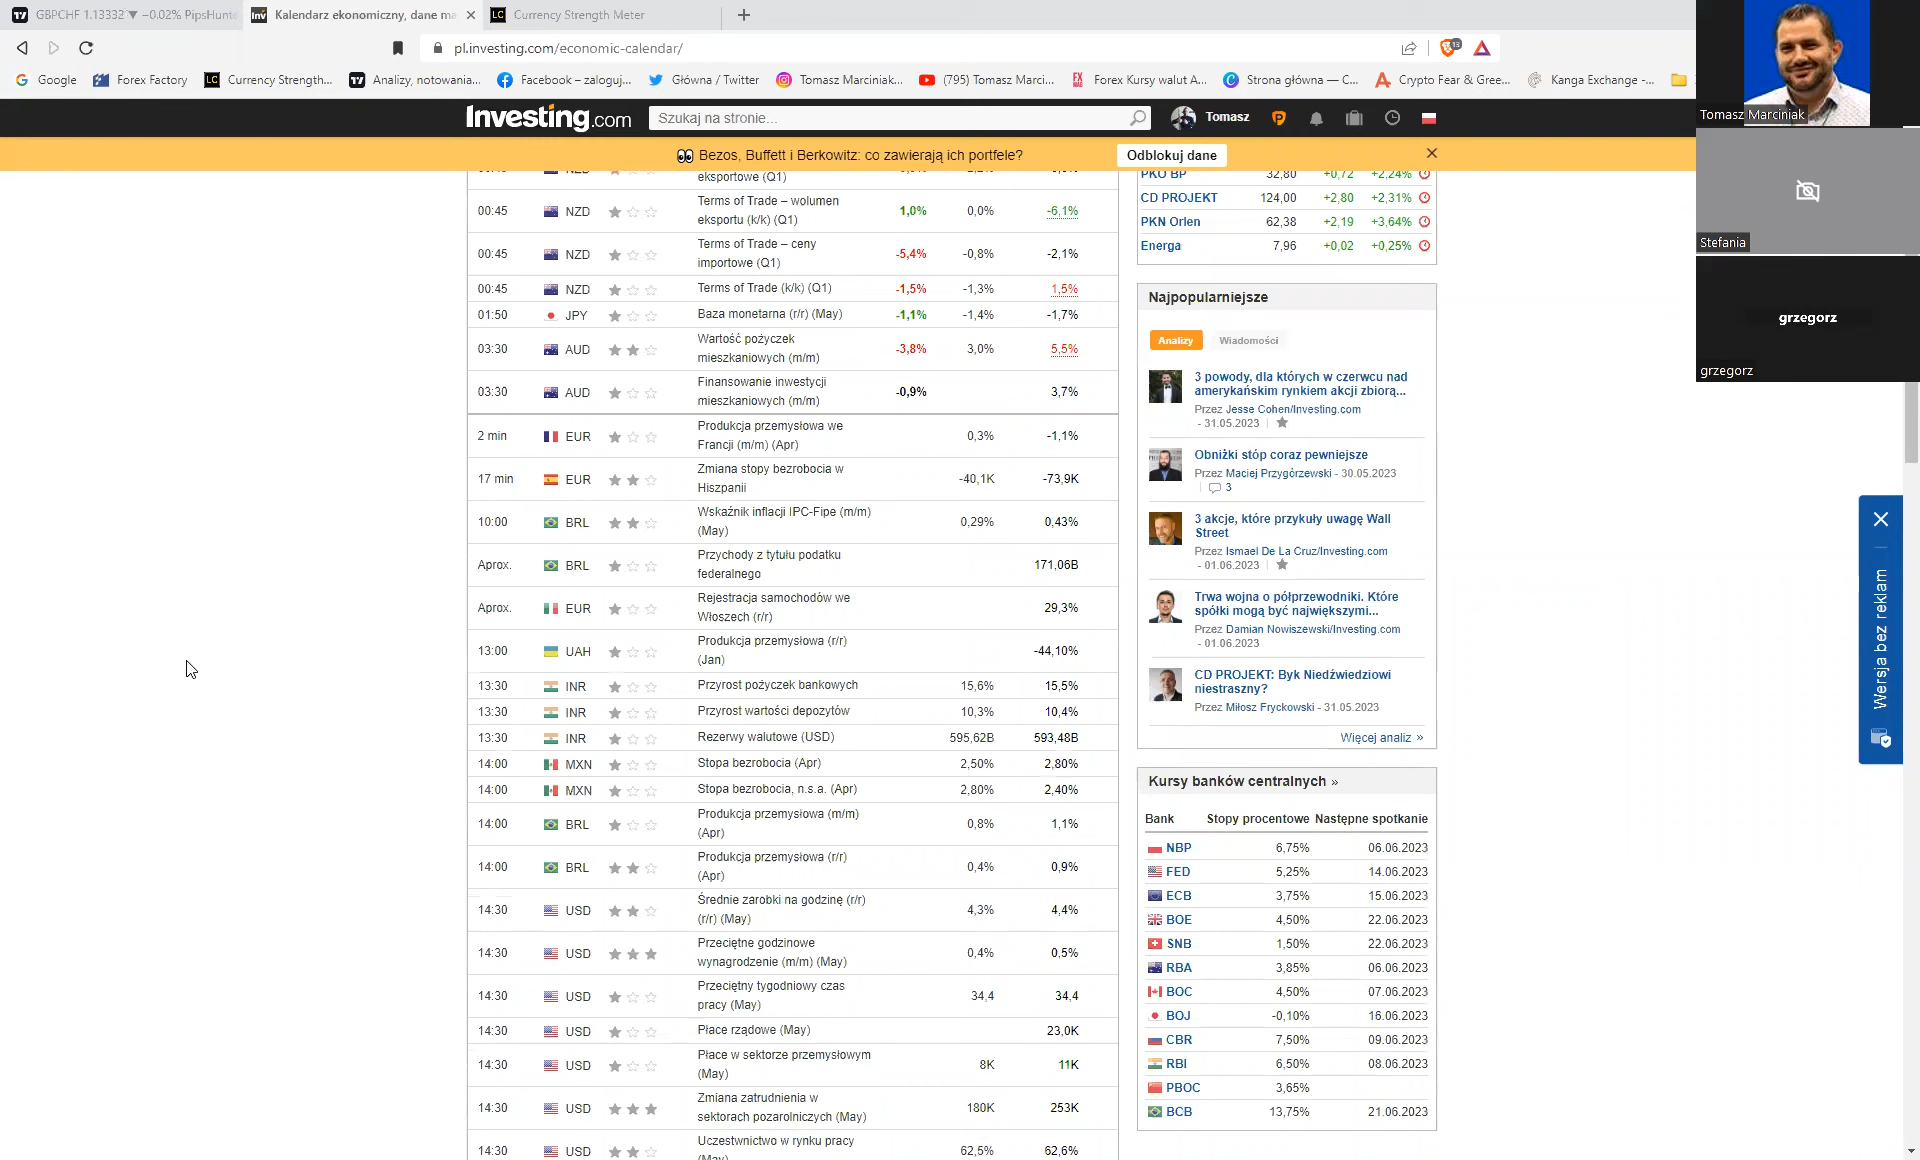 GBPCHF 1.13332 ▼ −0.02% PipsHunte
Kalendarz ekonomiczny, dane ma
Currency Strength Meter
pl.investing.com/economic-calendar/
13
Google
Forex Factory
Currency Strength...
Analizy, notowania...
Facebook – zaloguj...
Główna / Twitter
Tomasz Marciniak...
(795) Tomasz Marci...
Forex Kursy walut A...
Strona główna — C...
Crypto Fear & Gree...
Kanga Exchange -...
Investing.com
Szukaj na stronie...
Tomasz
Bezos, Buffett i Berkowitz: co zawierają ich portfele?
Odblokuj dane
eksportowe (Q1)
00:45 NZD Terms of Trade – wolumen eksportu (k/k) (Q1) 1,0% 0,0% -6,1%
00:45 NZD Terms of Trade – ceny importowe (Q1) -5,4% -0,8% -2,1%
00:45 NZD Terms of Trade (k/k) (Q1) -1,5% -1,3% 1,5%
01:50 JPY Baza monetarna (r/r) (May) -1,1% -1,4% -1,7%
03:30 AUD Wartość pożyczek mieszkaniowych (m/m) -3,8% 3,0% 5,5%
03:30 AUD Finansowanie inwestycji mieszkaniowych (m/m) -0,9% 3,7%
2 min EUR Produkcja przemysłowa we Francji (m/m) (Apr) 0,3% -1,1%
17 min EUR Zmiana stopy bezrobocia w Hiszpanii -40,1K -73,9K
10:00 BRL Wskaźnik inflacji IPC-Fipe (m/m) (May) 0,29% 0,43%
Aprox. BRL Przychody z tytułu podatku federalnego 171,06B
Aprox. EUR Rejestracja samochodów we Włoszech (r/r) 29,3%
13:00 UAH Produkcja przemysłowa (r/r) (Jan) -44,10%
13:30 INR Przyrost pożyczek bankowych 15,6% 15,5%
13:30 INR Przyrost wartości depozytów 10,3% 10,4%
13:30 INR Rezerwy walutowe (USD) 595,62B 593,48B
14:00 MXN Stopa bezrobocia (Apr) 2,50% 2,80%
14:00 MXN Stopa bezrobocia, n.s.a. (Apr) 2,80% 2,40%
14:00 BRL Produkcja przemysłowa (m/m) (Apr) 0,8% 1,1%
14:00 BRL Produkcja przemysłowa (r/r) (Apr) 0,4% 0,9%
14:30 USD Średnie zarobki na godzinę (r/r) (r/r) (May) 4,3% 4,4%
14:30 USD Przeciętne godzinowe wynagrodzenie (m/m) (May) 0,4% 0,5%
14:30 USD Przeciętny tygodniowy czas pracy (May) 34,4 34,4
14:30 USD Płace rządowe (May) 23,0K
14:30 USD Płace w sektorze przemysłowym (May) 8K 11K
14:30 USD Zmiana zatrudnienia w sektorach pozarolniczych (May) 180K 253K
14:30 USD Uczestwnictwo w rynku pracy 62,5% 62,6%
PKO BP 32,80 +0,72 +2,24%
CD PROJEKT 124,00 +2,80 +2,31%
PKN Orlen 62,38 +2,19 +3,64%
Energa 7,96 +0,02 +0,25%
Najpopularniejsze
Analizy Wiadomości
3 powody, dla których w czerwcu nad
amerykańskim rynkiem akcji zbiorą...
Przez Jesse Cohen/Investing.com
- 31.05.2023
Obniżki stóp coraz pewniejsze
Przez Maciej Przygórzewski - 30.05.2023
3
3 akcje, które przykuły uwagę Wall
Street
Przez Ismael De La Cruz/Investing.com
- 01.06.2023
Trwa wojna o półprzewodniki. Które
spółki mogą być największymi...
Przez Damian Nowiszewski/Investing.com
- 01.06.2023
CD PROJEKT: Byk Niedźwiedziowi
niestraszny?
Przez Miłosz Fryckowski - 31.05.2023
Więcej analiz »
Kursy banków centralnych »
Bank Stopy procentowe Następne spotkanie
NBP 6,75% 06.06.2023
FED 5,25% 14.06.2023
ECB 3,75% 15.06.2023
BOE 4,50% 22.06.2023
SNB 1,50% 22.06.2023
RBA 3,85% 06.06.2023
BOC 4,50% 07.06.2023
BOJ -0,10% 16.06.2023
CBR 7,50% 09.06.2023
RBI 6,50% 08.06.2023
PBOC 3,65%
BCB 13,75% 21.06.2023
Wersja bez reklam
Tomasz Marciniak
Stefania
grzegorz
grzegorz